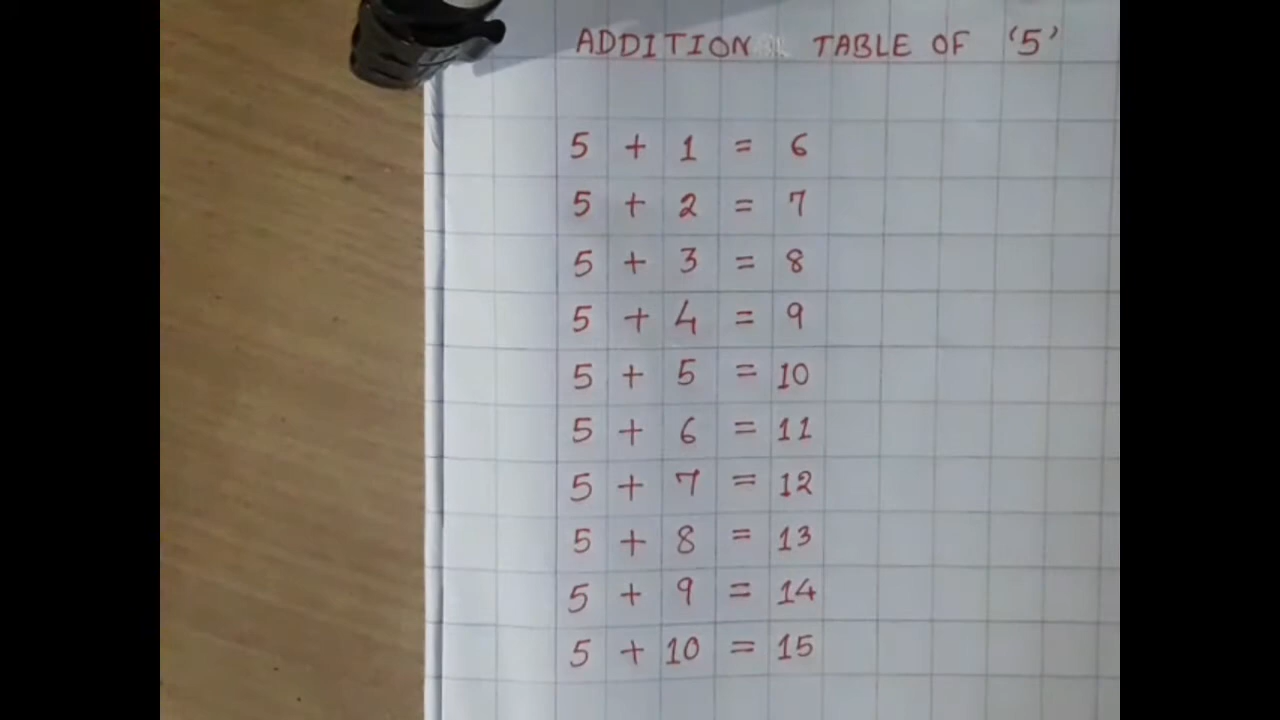 ADDITION TABLE OF '5'
5 + 1 = 6
5 + 2 = 7
5 + 3 = 8
5 + 4 = 9
5 + 5 = 10
5 + 6 = 11
5 + 7 = 12
5 + 8 = 13
5 + 9 = 14
5 + 10 = 15